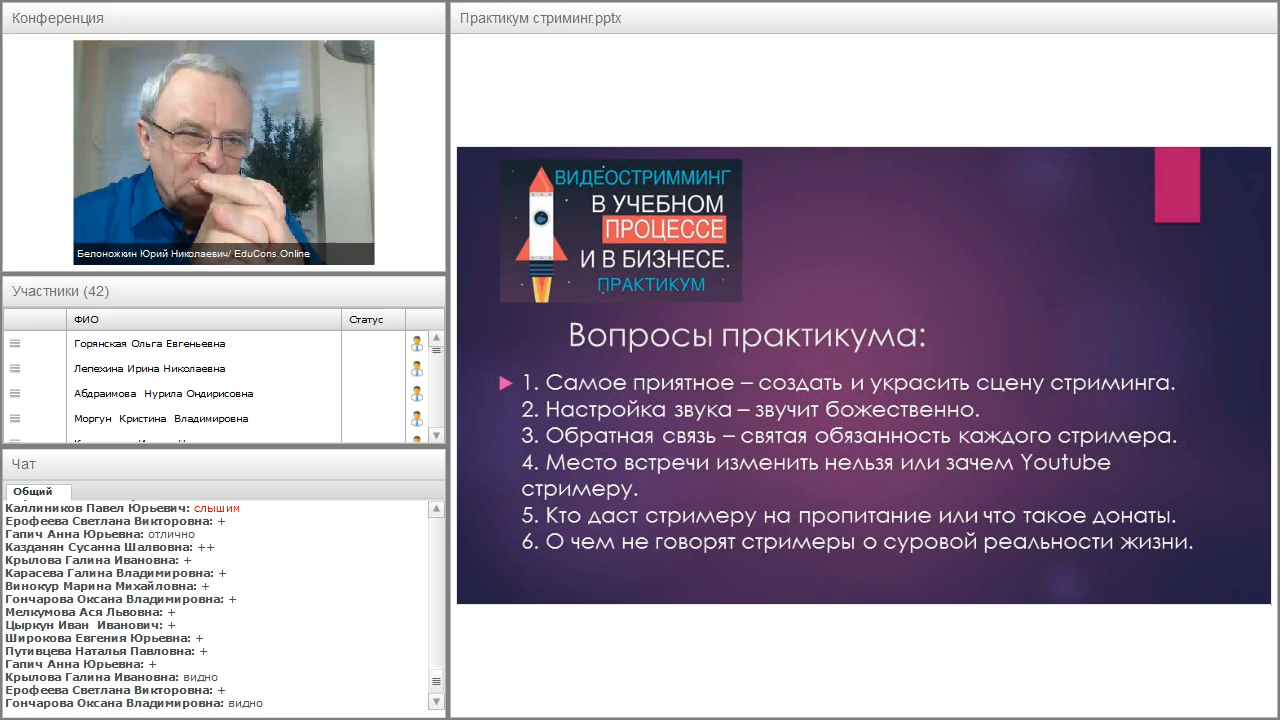 Конференция
Белоножкин Юрий Николаевич/ EduCons.Online
Участники (42)
ФИО
Статус
Горянская Ольга Евгеньевна
Лепехина Ирина Николаевна
Абдраимова Нурила Ондирисовна
Моргун Кристина Владимировна
Чат
Общий
Каллиников Павел Юрьевич: слышим
Ерофеева Светлана Викторовна: +
Гапич Анна Юрьевна: отлично
Казданян Сусанна Шалвовна: ++
Крылова Галина Ивановна: +
Карасева Галина Владимировна: +
Винокур Марина Михайловна: +
Гончарова Оксана Владимировна: +
Мелкумова Ася Львовна: +
Цыркун Иван Иванович: +
Широкова Евгения Юрьевна: +
Путивцева Наталья Павловна: +
Гапич Анна Юрьевна: +
Крылова Галина Ивановна: видно
Ерофеева Светлана Викторовна: +
Гончарова Оксана Владимировна: видно
Практикум стриминг.pptx
ВИДЕОСТРИММИНГ
В УЧЕБНОМ
ПРОЦЕССЕ
И В БИЗНЕСЕ.
ПРАКТИКУМ
Вопросы практикума:
1. Самое приятное – создать и украсить сцену стриминга.
2. Настройка звука – звучит божественно.
3. Обратная связь – святая обязанность каждого стримера.
4. Место встречи изменить нельзя или зачем Youtube
стримеру.
5. Кто даст стримеру на пропитание или что такое донаты.
6. О чем не говорят стримеры о суровой реальности жизни.